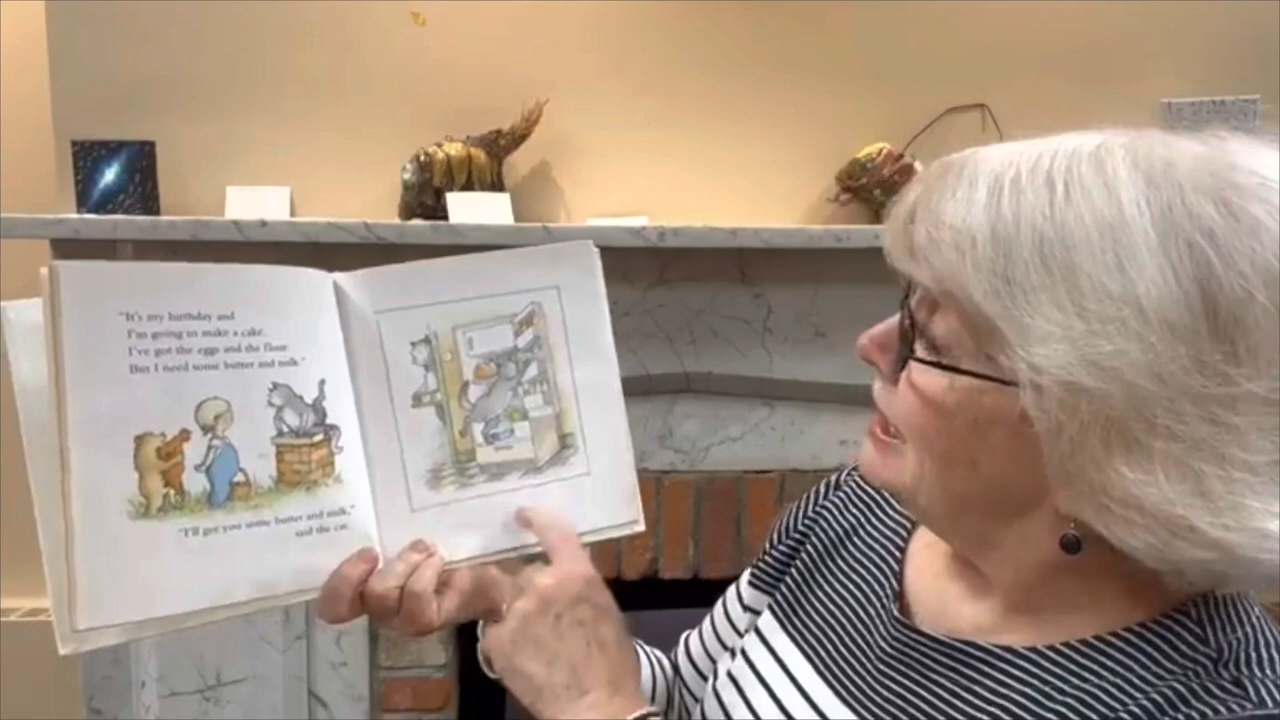 "It's my birthday and
I'm going to make a cake.
I've got the eggs and the flour.
But I need some butter and milk."
"I'll get you some butter and milk,"
said the cat.